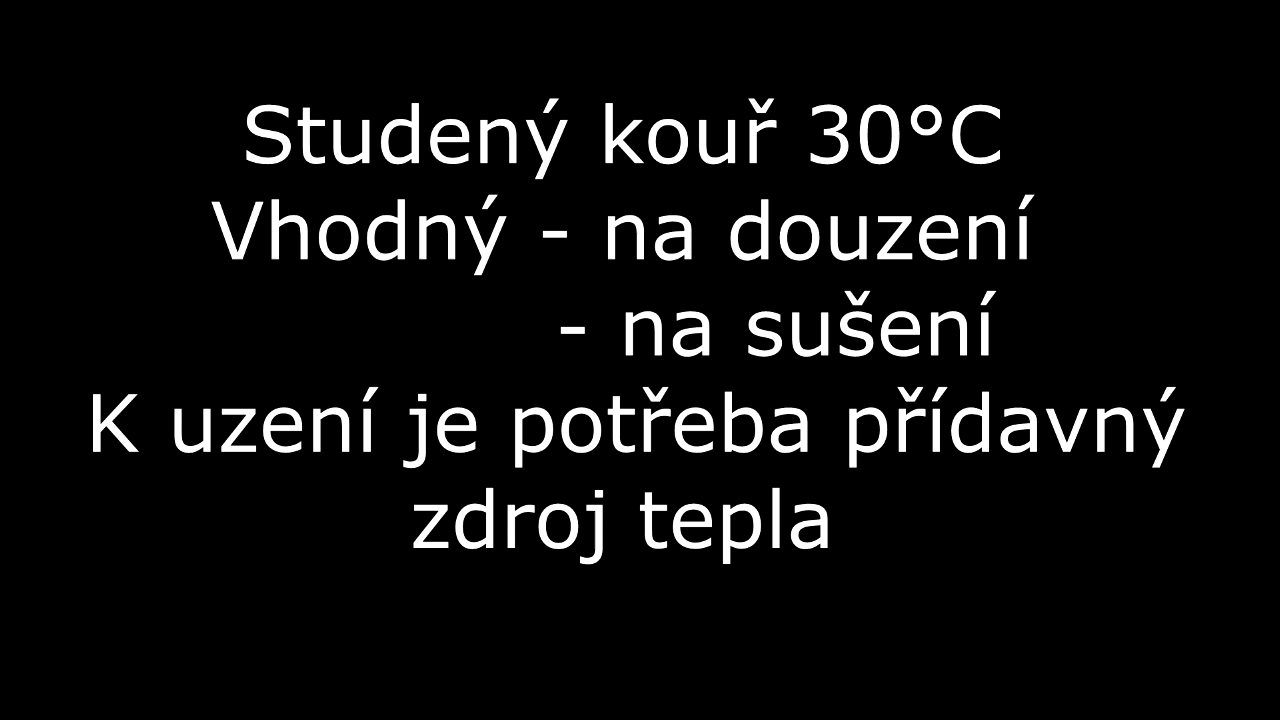 Studený kouř 30°C
Vhodný - na douzení
- na sušení
K uzení je potřeba přídavný
zdroj tepla